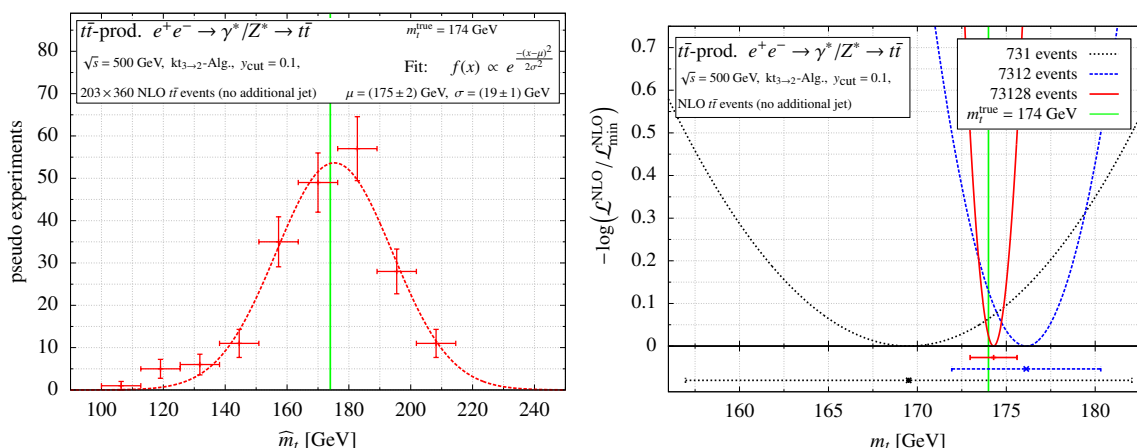 tt̄-prod. e⁺e⁻ → γ*/Z* → tt̄
m_t^true = 174 GeV
√s = 500 GeV, kt₃→₂-Alg., y_cut = 0.1,
Fit: f(x) ∝ e^(−(x−μ)²/2σ²)
203×360 NLO tt̄ events (no additional jet)
μ = (175±2) GeV, σ = (19±1) GeV
pseudo experiments
80
70
60
50
40
30
20
10
0
100 120 140 160 180 200 220 240
m̂_t [GeV]
tt̄-prod. e⁺e⁻ → γ*/Z* → tt̄
√s = 500 GeV, kt₃→₂-Alg., y_cut = 0.1,
NLO tt̄ events (no additional jet)
731 events
7312 events
73128 events
m_t^true = 174 GeV
−log(ℒ^NLO/ℒ_min^NLO)
0.7
0.6
0.5
0.4
0.3
0.2
0.1
0
160 165 170 175 180
m_t [GeV]